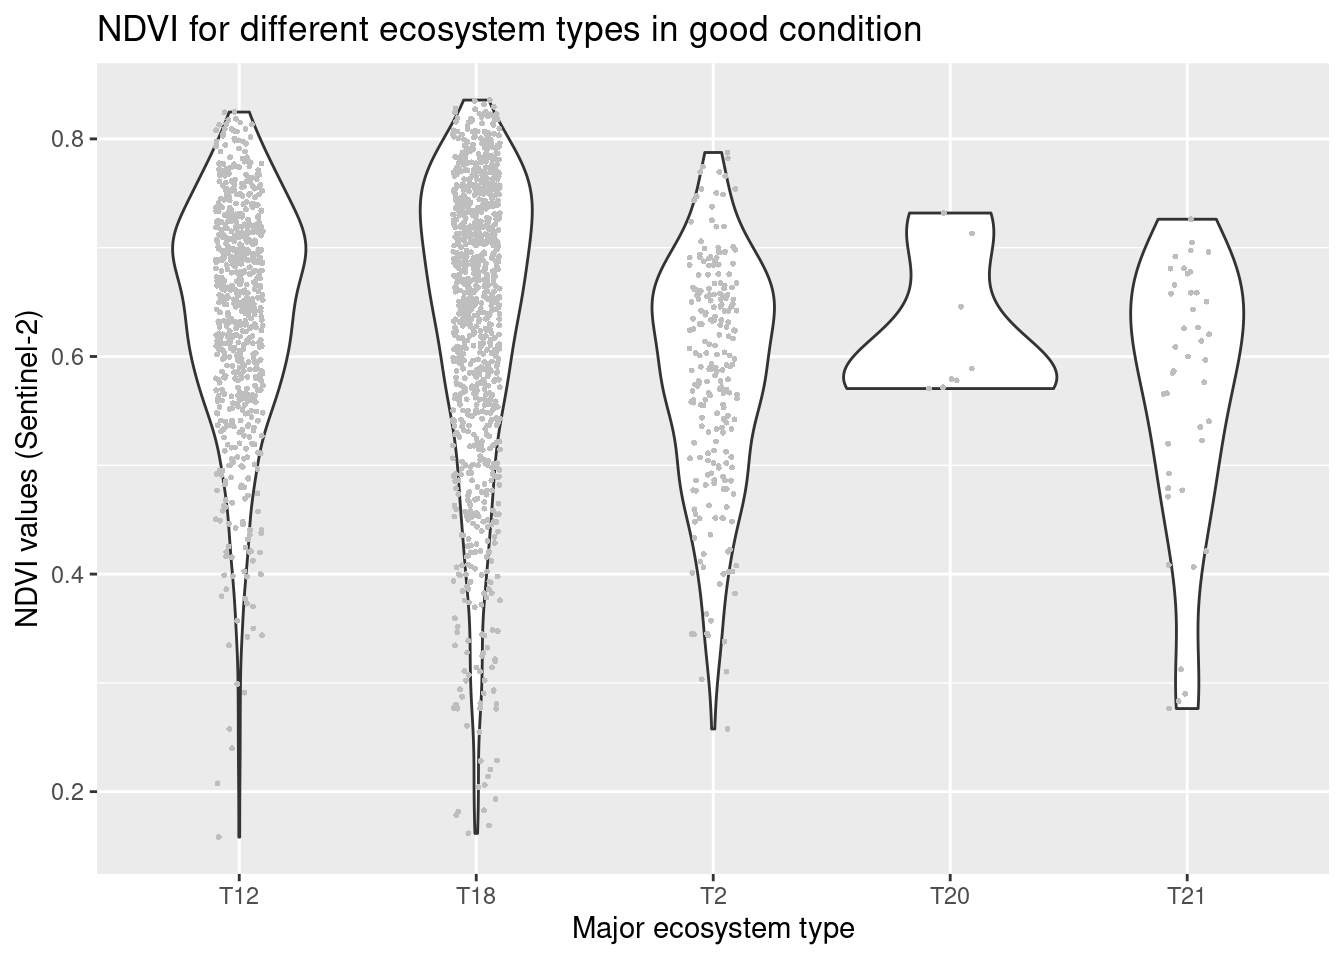 NDVI for different ecosystem types in good condition
NDVI values (Sentinel-2)
0.8
0.6
0.4
0.2
T12 T18 T2 T20 T21
Major ecosystem type